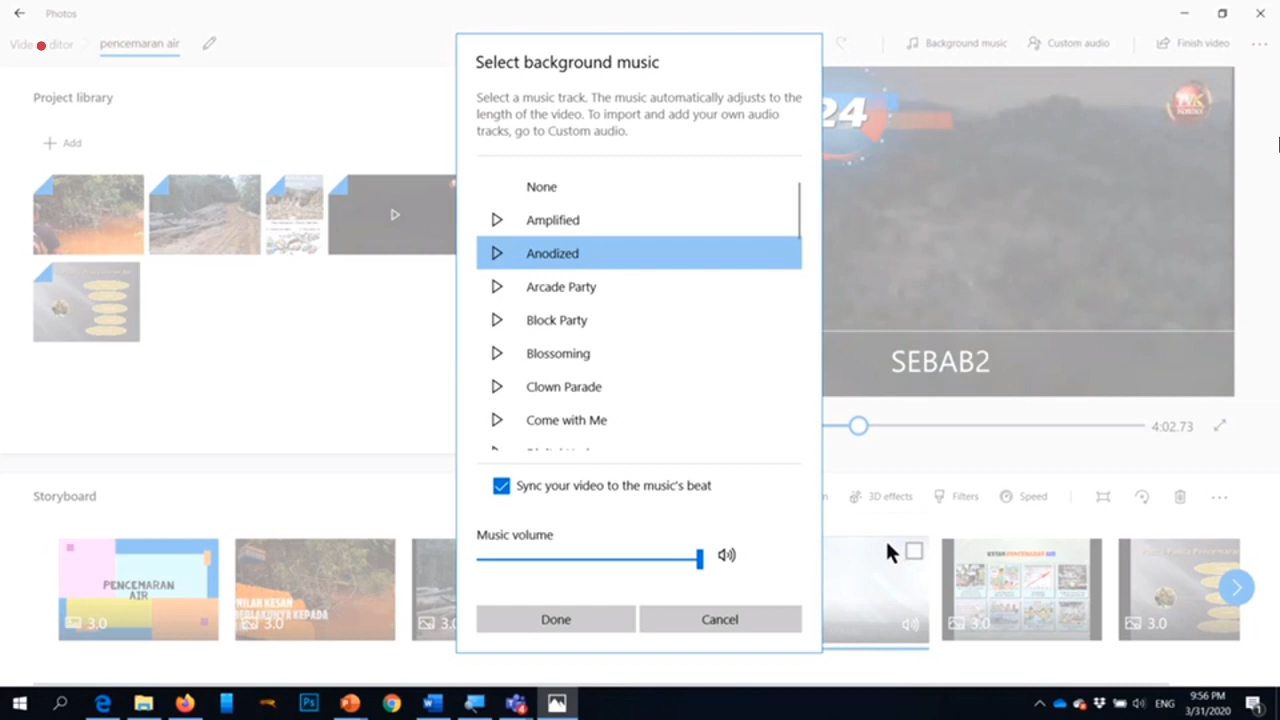 Photos
pencemaran air
Background music
Custom audio
Finish video
Project library
Add
24
SEBAB2
4:02.73
Select background music
Select a music track. The music automatically adjusts to the
length of the video. To import and add your own audio
tracks, go to Custom audio.
None
Amplified
Anodized
Arcade Party
Block Party
Blossoming
Clown Parade
Come with Me
Sync your video to the music's beat
Music volume
Done
Cancel
Storyboard
3D effects
Filters
Speed
PENCEMARAN
AIR
3.0
3.0
3.0
3.0
ENG
9:56 PM
3/31/2020